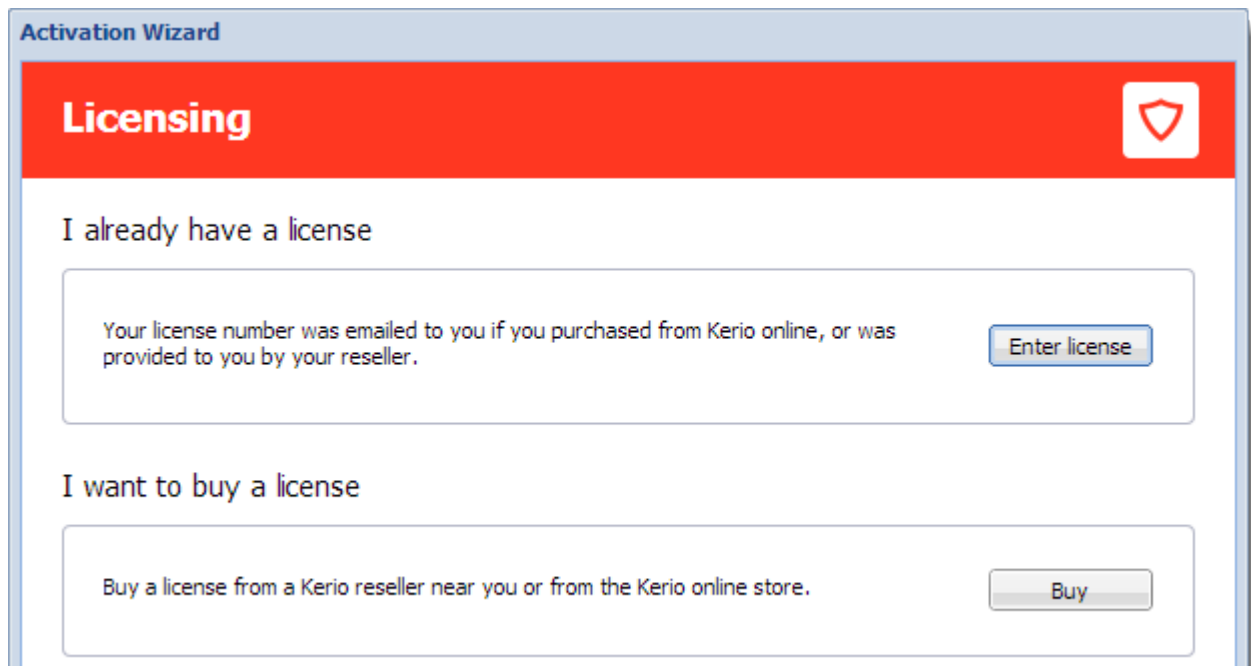 Activation Wizard
Licensing
I already have a license
Your license number was emailed to you if you purchased from Kerio online, or was
provided to you by your reseller.
Enter license
I want to buy a license
Buy a license from a Kerio reseller near you or from the Kerio online store.
Buy